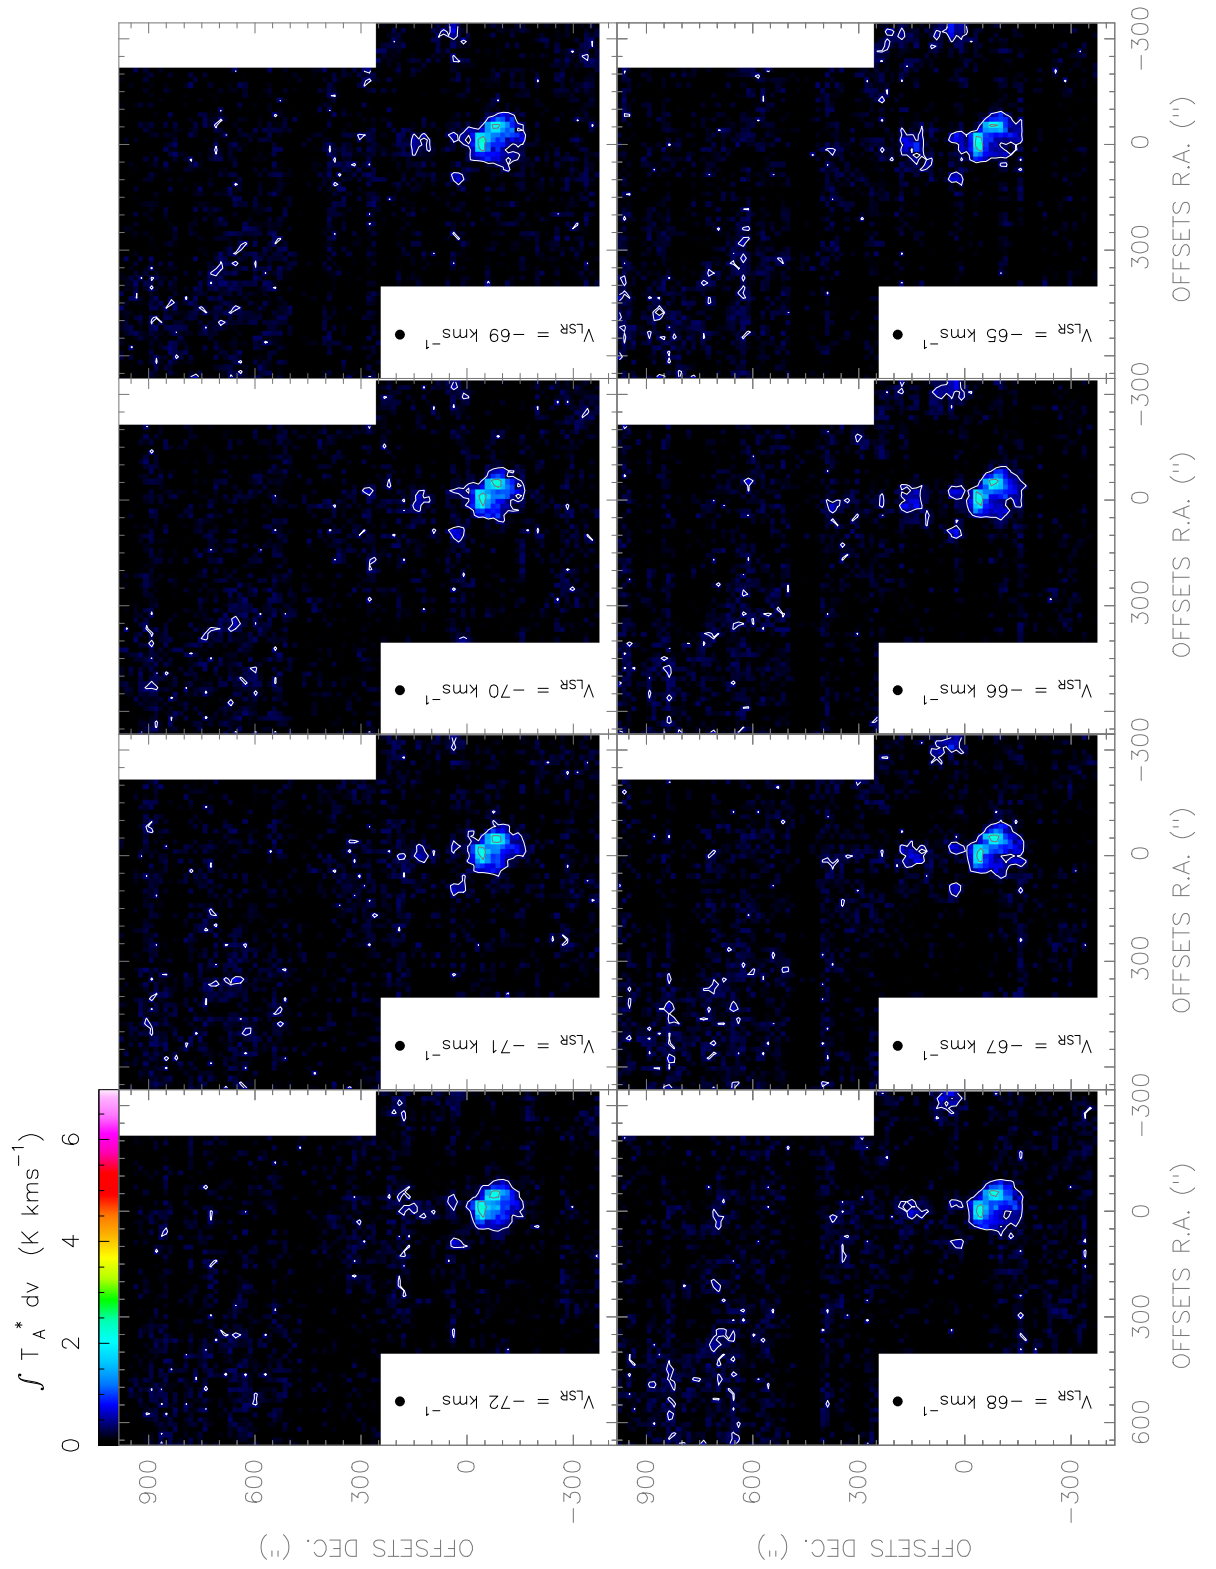 ∫ T_A* dv (K kms⁻¹)
0 2 4 6
V_LSR = −72 kms⁻¹
V_LSR = −71 kms⁻¹
V_LSR = −70 kms⁻¹
V_LSR = −69 kms⁻¹
900
600
300
0
−300
OFFSETS DEC. (")
V_LSR = −68 kms⁻¹
V_LSR = −67 kms⁻¹
V_LSR = −66 kms⁻¹
V_LSR = −65 kms⁻¹
900
600
300
0
−300
OFFSETS DEC. (")
600 300 0 −300
300 0 −300
300 0 −300
300 0 −300
OFFSETS R.A. (")
OFFSETS R.A. (")
OFFSETS R.A. (")
OFFSETS R.A. (")